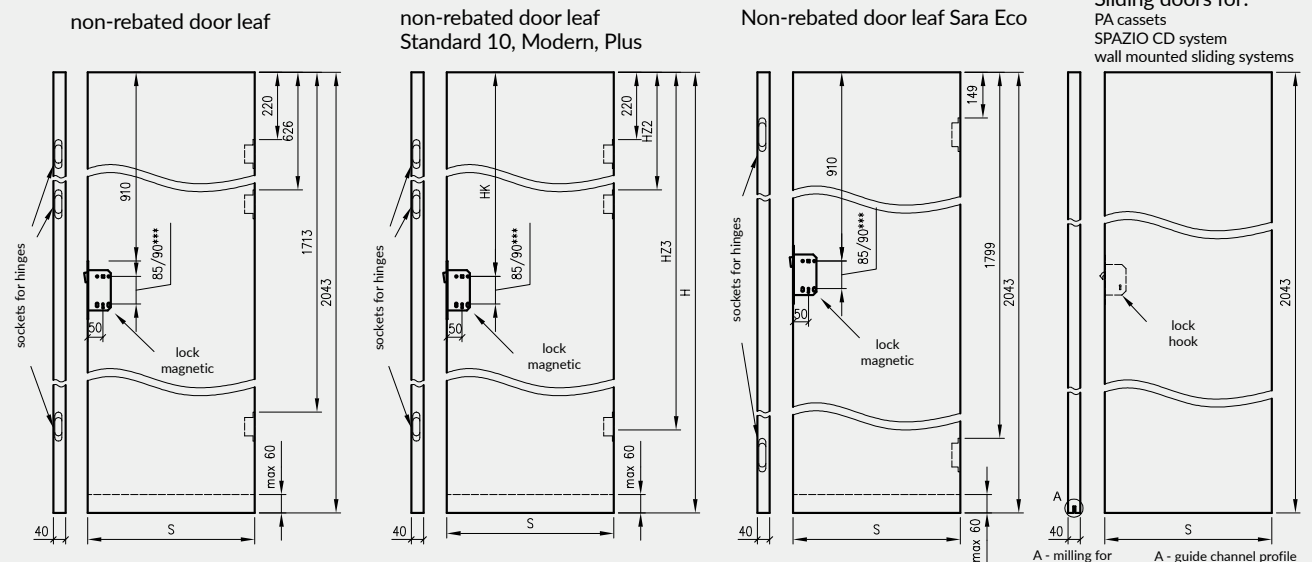 non-rebated door leaf
220
626
910
1713
2043
85/90***
50
sockets for hinges
lock
magnetic
max 60
40
S
non-rebated door leaf
Standard 10, Modern, Plus
220
HZ2
HK
HZ3
H
85/90***
50
sockets for hinges
lock
magnetic
max 60
40
S
Non-rebated door leaf Sara Eco
149
910
1799
2043
85/90***
50
sockets for hinges
lock
magnetic
max 60
40
S
Sliding doors for:
PA cassets
SPAZIO CD system
wall mounted sliding systems
2043
lock
hook
A
40
S
A - milling for
A - guide channel profile